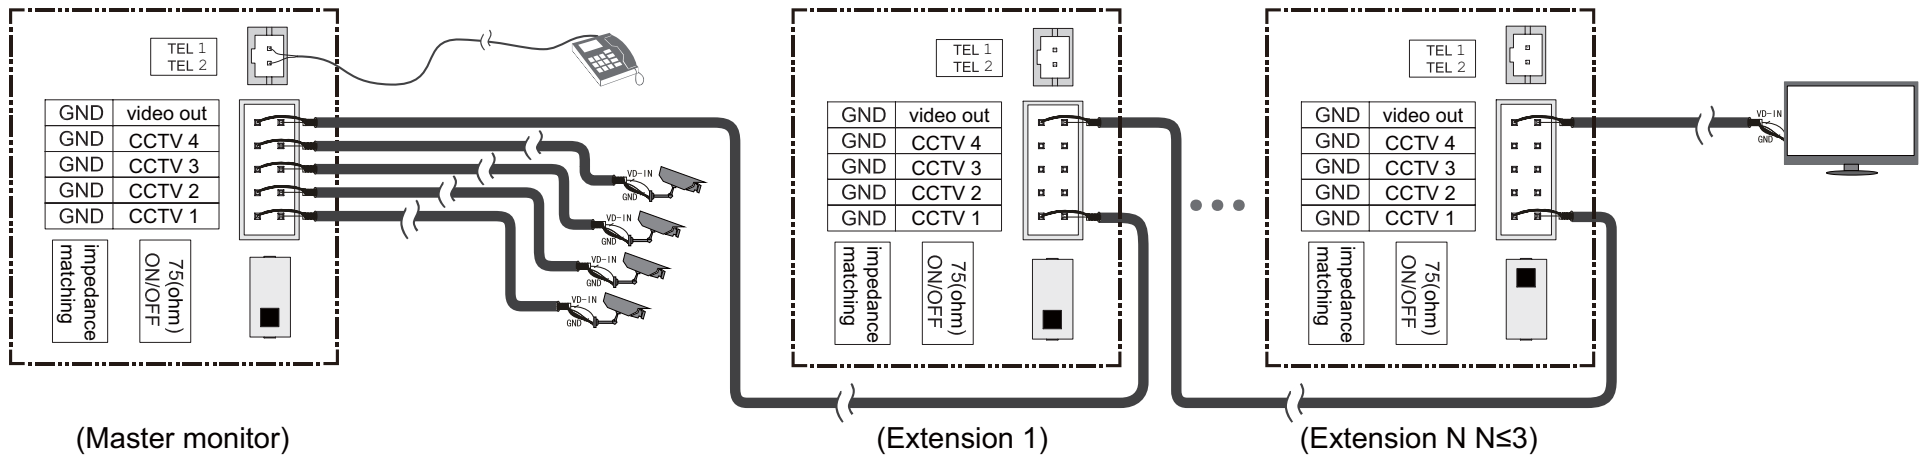 TEL 1
TEL 2
GND video out
GND CCTV 4
GND CCTV 3
GND CCTV 2
GND CCTV 1
impedance
matching
75(ohm)
ON/OFF
VD-IN
GND
VD-IN
GND
VD-IN
GND
VD-IN
GND
(Master monitor)
TEL 1
TEL 2
GND video out
GND CCTV 4
GND CCTV 3
GND CCTV 2
GND CCTV 1
impedance
matching
75(ohm)
ON/OFF
(Extension 1)
TEL 1
TEL 2
GND video out
GND CCTV 4
GND CCTV 3
GND CCTV 2
GND CCTV 1
impedance
matching
75(ohm)
ON/OFF
VD-IN
GND
(Extension N N≤3)